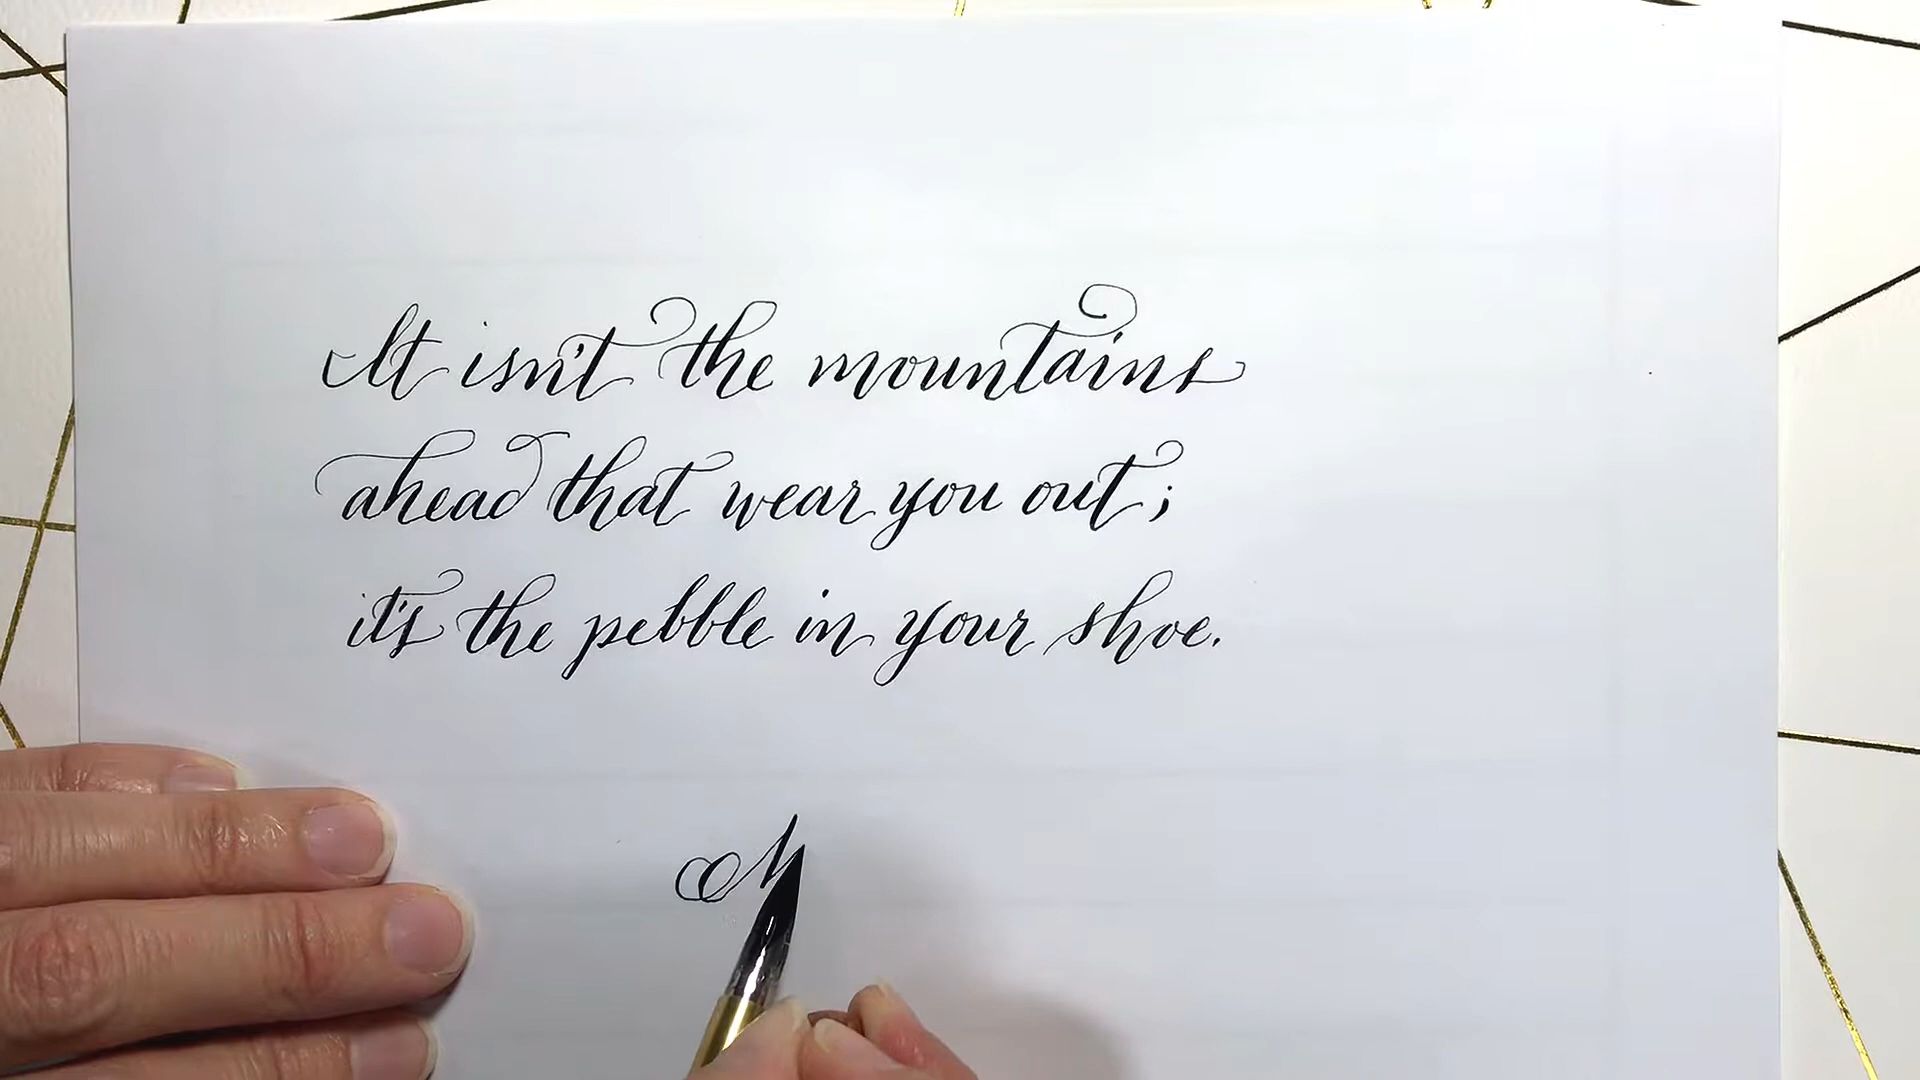 It isn't the mountains
ahead that wear you out;
it's the pebble in your shoe.